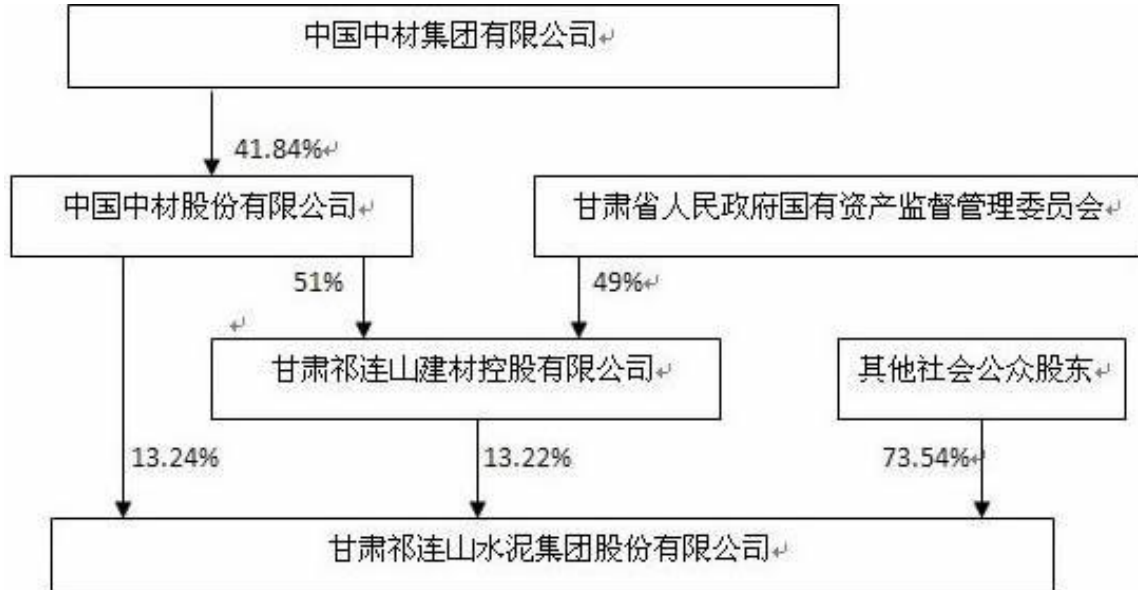 中国中材集团有限公司
41.84%
中国中材股份有限公司
甘肃省人民政府国有资产监督管理委员会
51%
49%
甘肃祁连山建材控股有限公司
其他社会公众股东
13.24%
13.22%
73.54%
甘肃祁连山水泥集团股份有限公司